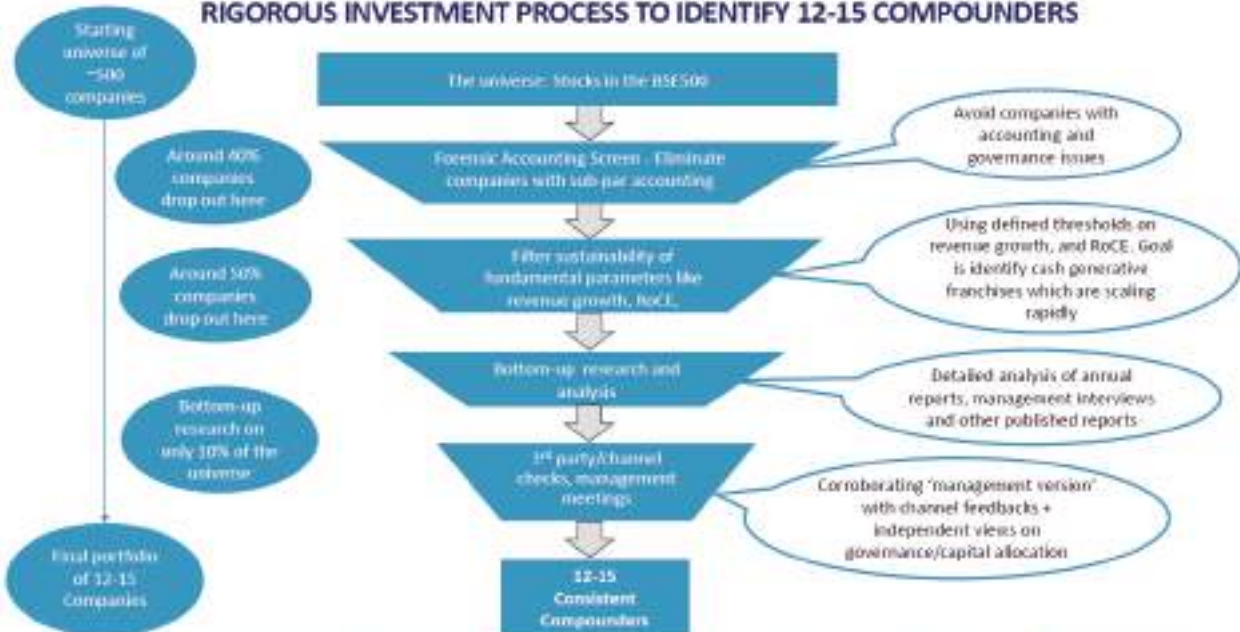 RIGOROUS INVESTMENT PROCESS TO IDENTIFY 12-15 COMPOUNDERS
Starting
universe of
~500
companies
The universe: Stocks in the BSE500
Avoid companies with
accounting and
governance issues
Around 40%
companies
drop out here
Forensic Accounting Screen - Eliminate
companies with sub-par accounting
Using defined thresholds on
revenue growth, and RoCE. Goal
is identify cash generative
franchises which are scaling
rapidly
Around 50%
companies
drop out here
Filter sustainability of
fundamental parameters like
revenue growth, RoCE,
Bottom-up research and
analysis
Detailed analysis of annual
reports, management interviews
and other published reports
Bottom-up
research on
only 10% of the
universe
3rd party/channel
checks, management
meetings
Corroborating 'management version'
with channel feedbacks +
independent views on
governance/capital allocation
Final portfolio
of 12-15
Companies
12-15
Consistent
Compounders